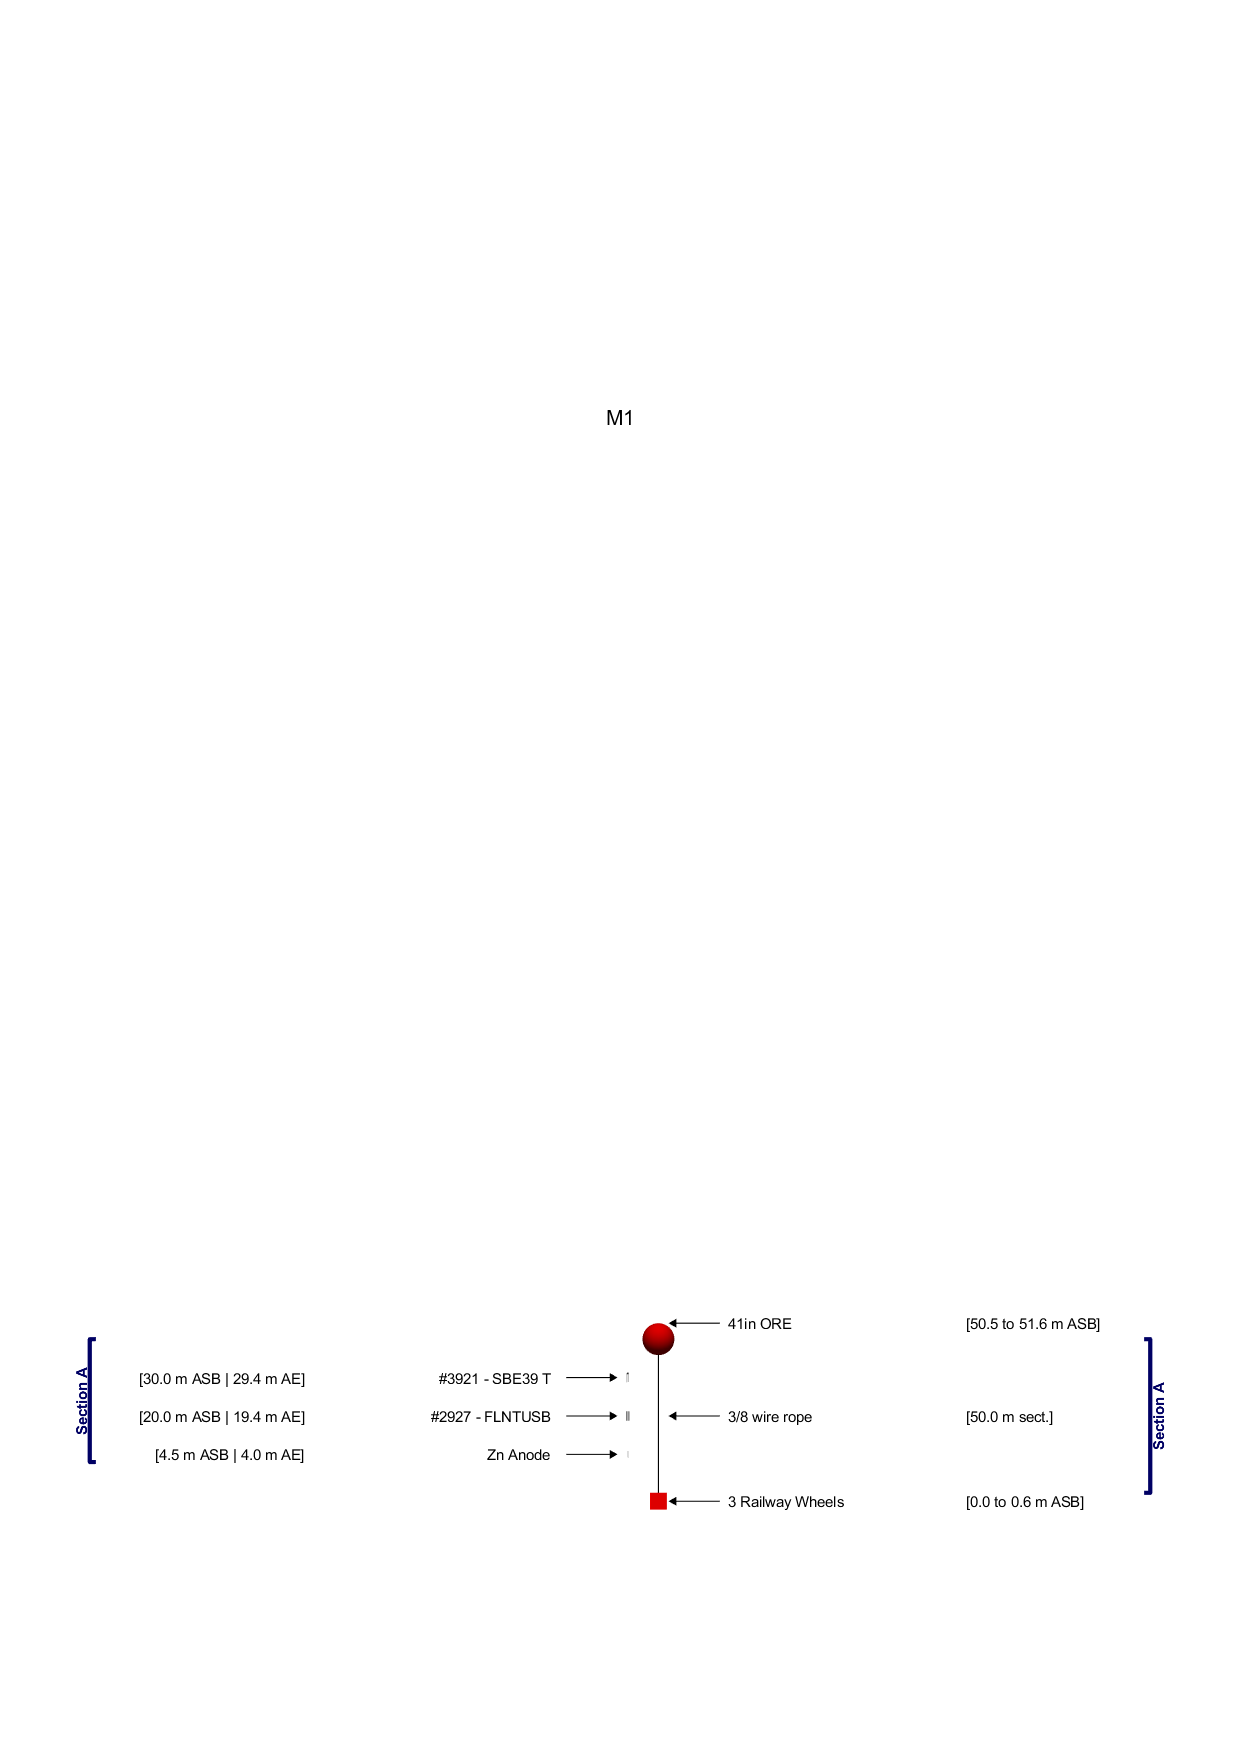 M1
41in ORE [50.5 to 51.6 m ASB]
Section A
[30.0 m ASB | 29.4 m AE] #3921 - SBE39 T
[20.0 m ASB | 19.4 m AE] #2927 - FLNTUSB 3/8 wire rope [50.0 m sect.]
Section A
[4.5 m ASB | 4.0 m AE] Zn Anode
3 Railway Wheels [0.0 to 0.6 m ASB]